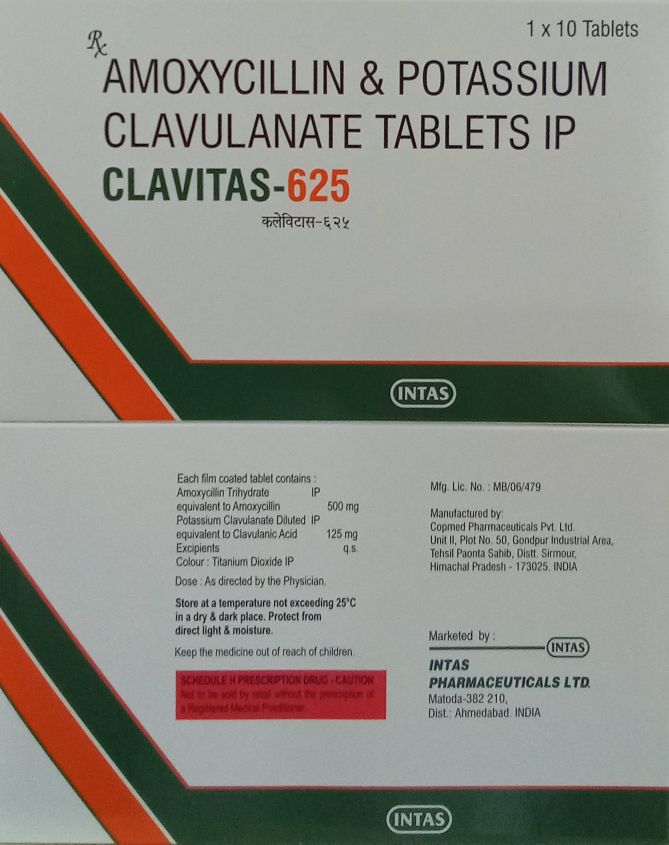 1 x 10 Tablets
Rx
AMOXYCILLIN & POTASSIUM
CLAVULANATE TABLETS IP
CLAVITAS-625
क्लेविटास-६२५
INTAS
Each film coated tablet contains :
Amoxycillin Trihydrate IP
equivalent to Amoxycillin 500 mg
Potassium Clavulanate Diluted IP
equivalent to Clavulanic Acid 125 mg
Excipients q.s.
Colour : Titanium Dioxide IP
Dose : As directed by the Physician.
Store at a temperature not exceeding 25°C
in a dry & dark place. Protect from
direct light & moisture.
Keep the medicine out of reach of children.
SCHEDULE H PRESCRIPTION DRUG - CAUTION
Not to be sold by retail without the prescription of
a Registered Medical Practitioner.
Mfg. Lic. No. : MB/06/479
Manufactured by:
Copmed Pharmaceuticals Pvt. Ltd.
Unit II, Plot No. 50, Gondpur Industrial Area,
Tehsil Paonta Sahib, Distt. Sirmour,
Himachal Pradesh - 173025. INDIA
Marketed by :
INTAS
INTAS
PHARMACEUTICALS LTD.
Matoda-382 210,
Dist.: Ahmedabad. INDIA
INTAS